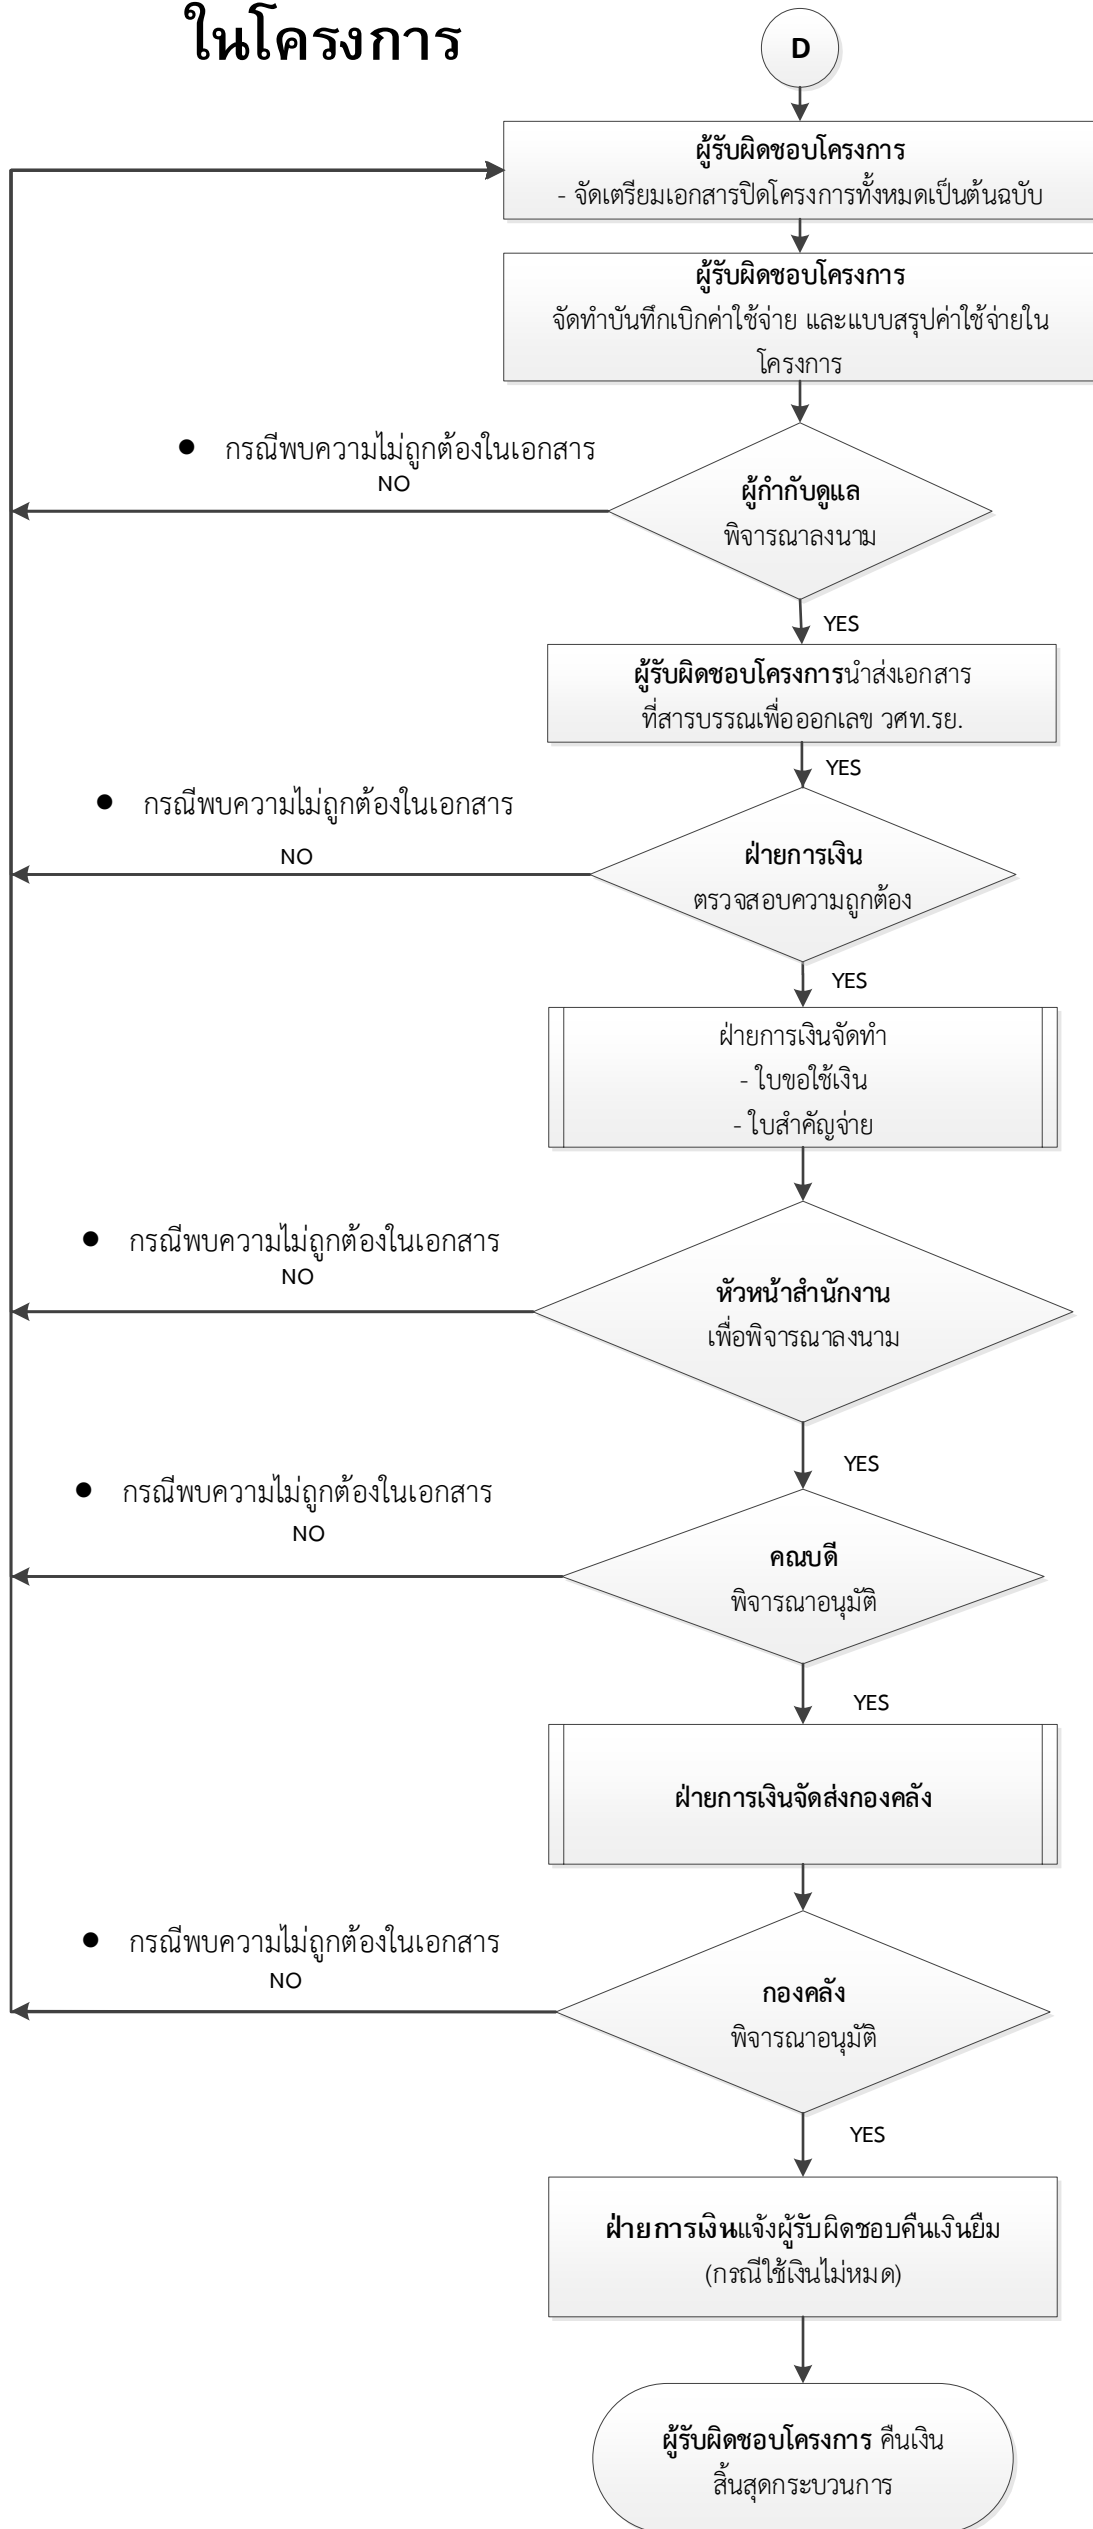 ในโครงการ
D
ผู้รับผิดชอบโครงการ
- จัดเตรียมเอกสารปิดโครงการทั้งหมดเป็นต้นฉบับ
ผู้รับผิดชอบโครงการ
จัดทำบันทึกเบิกค่าใช้จ่าย และแบบสรุปค่าใช้จ่ายใน
โครงการ
● กรณีพบความไม่ถูกต้องในเอกสาร
NO
ผู้กำกับดูแล
พิจารณาลงนาม
YES
ผู้รับผิดชอบโครงการนำส่งเอกสาร
ที่สารบรรณเพื่อออกเลข วศท.รย.
YES
● กรณีพบความไม่ถูกต้องในเอกสาร
NO
ฝ่ายการเงิน
ตรวจสอบความถูกต้อง
YES
ฝ่ายการเงินจัดทำ
- ใบขอใช้เงิน
- ใบสำคัญจ่าย
● กรณีพบความไม่ถูกต้องในเอกสาร
NO
หัวหน้าสำนักงาน
เพื่อพิจารณาลงนาม
YES
● กรณีพบความไม่ถูกต้องในเอกสาร
NO
คณบดี
พิจารณาอนุมัติ
YES
ฝ่ายการเงินจัดส่งกองคลัง
● กรณีพบความไม่ถูกต้องในเอกสาร
NO
กองคลัง
พิจารณาอนุมัติ
YES
ฝ่ายการเงินแจ้งผู้รับผิดชอบคืนเงินยืม
(กรณีใช้เงินไม่หมด)
ผู้รับผิดชอบโครงการ คืนเงิน
สิ้นสุดกระบวนการ